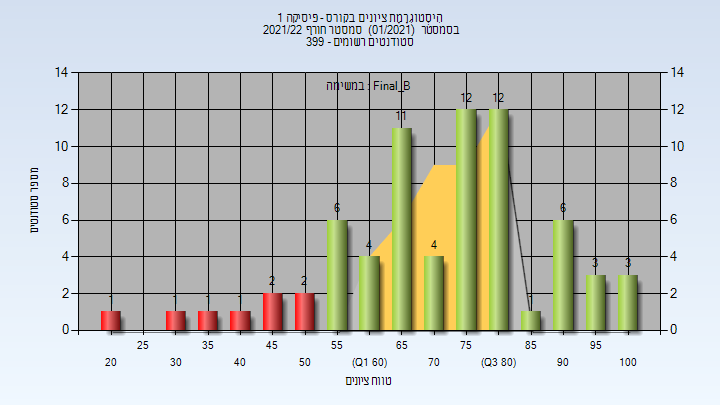 היסטוגרמת ציונים בקורס - פיסיקה 1
בסמסטר (01/2021) סמסטר חורף 2021/22
סטודנטים רשומים - 399
במשימה : Final_B
מספר סטודנטים
14 12 10 8 6 4 2 0
14 12 10 8 6 4 2 0
1 1 1 1 2 2 6 4 11 4 12 12 1 6 3 3
20 25 30 35 40 45 50 55 (Q1 60) 65 70 75 (Q3 80) 85 90 95 100
טווח ציונים